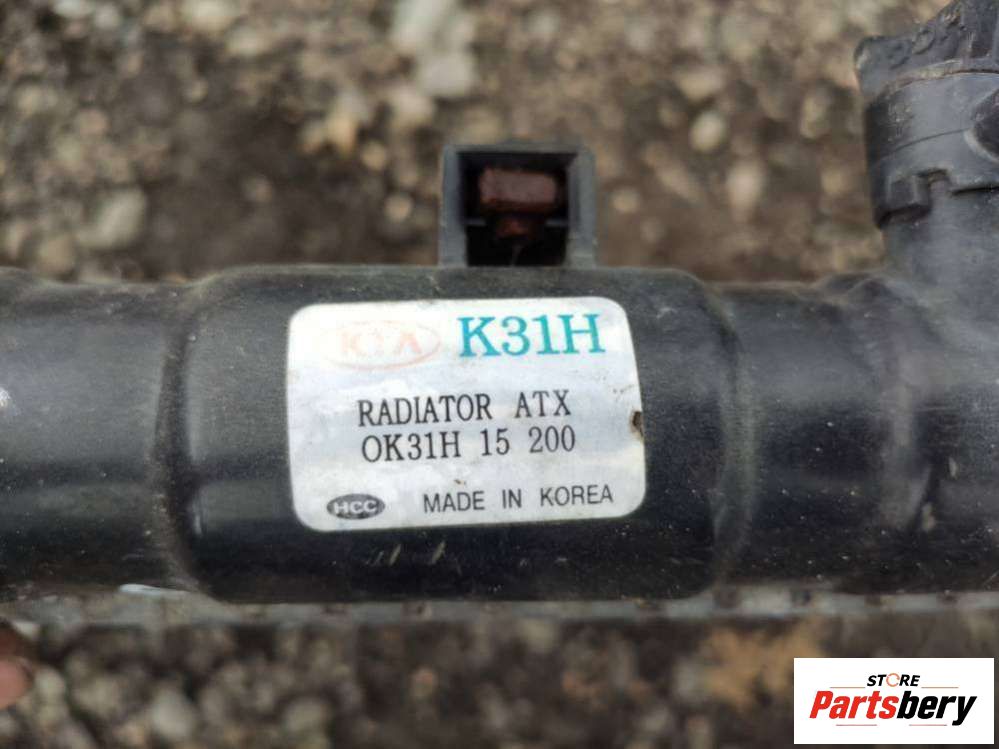 KIA K31H
RADIATOR ATX
OK31H 15 200
HCC MADE IN KOREA
STORE
Partsbery